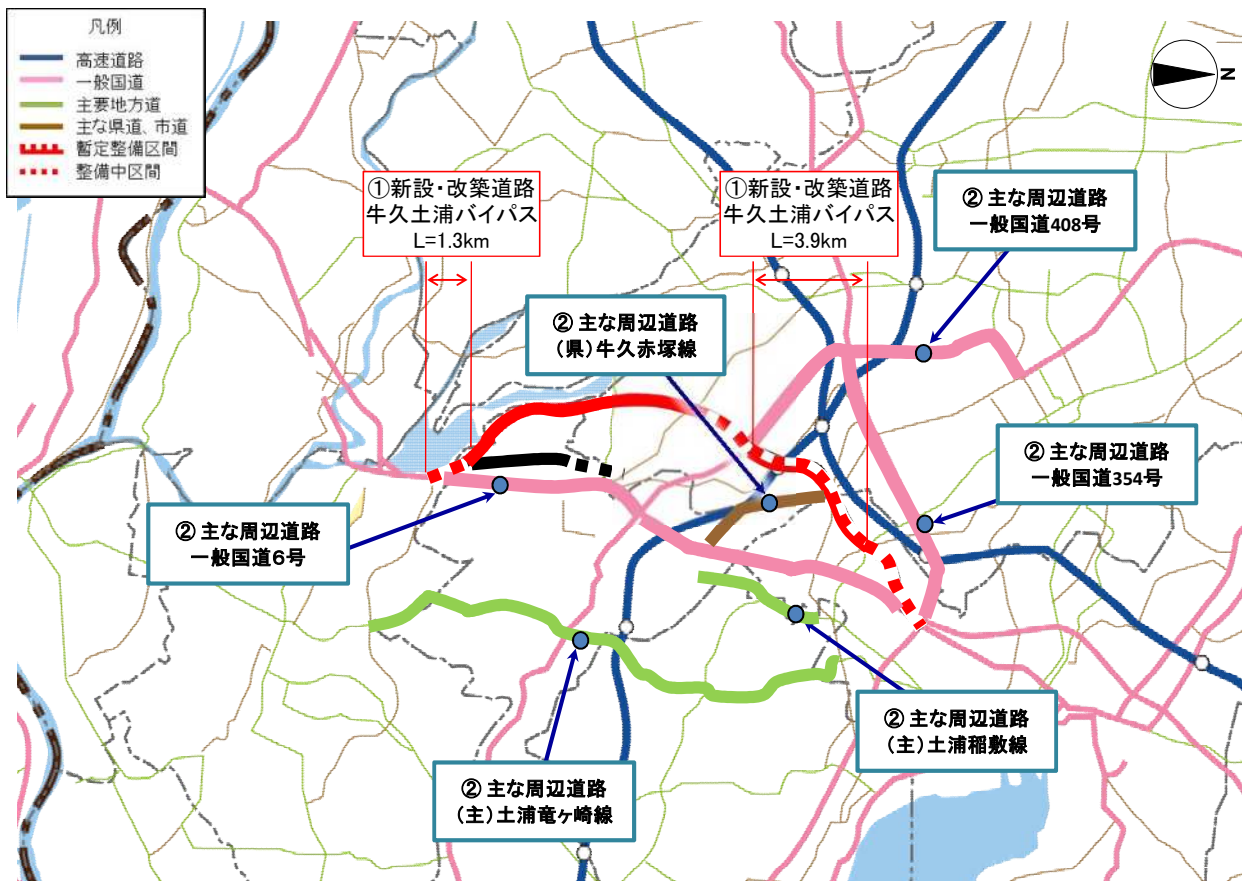 凡例
高速道路
一般国道
主要地方道
主な県道、市道
暫定整備区間
整備中区間
N
①新設・改築道路
牛久土浦バイパス
L=1.3km
①新設・改築道路
牛久土浦バイパス
L=3.9km
② 主な周辺道路
一般国道408号
② 主な周辺道路
(県)牛久赤塚線
② 主な周辺道路
一般国道354号
② 主な周辺道路
一般国道6号
② 主な周辺道路
(主)土浦稲敷線
② 主な周辺道路
(主)土浦竜ヶ崎線